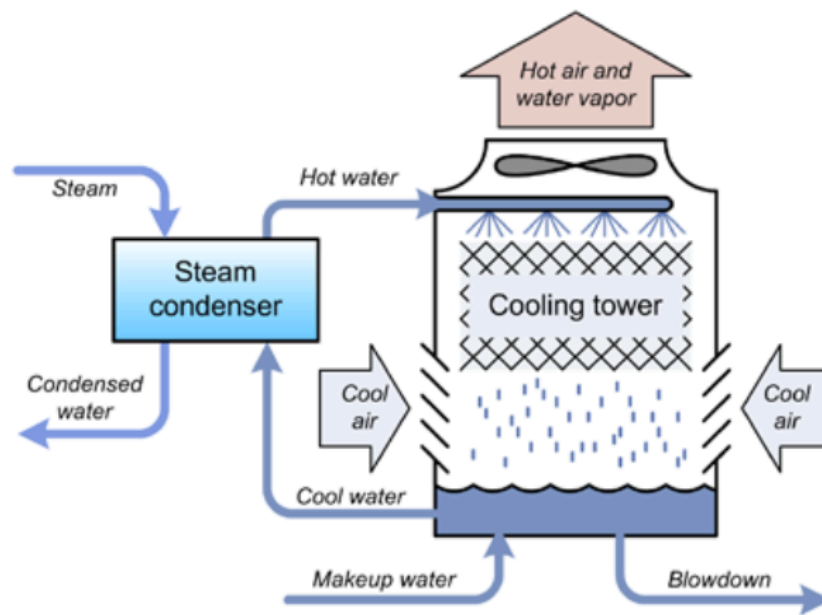 Hot air and
water vapor
Steam
Hot water
Steam
condenser
Cooling tower
Condensed
water
Cool
air
Cool
air
Cool water
Makeup water
Blowdown